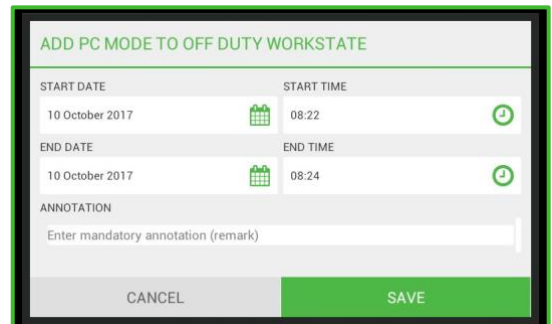 ADD PC MODE TO OFF DUTY WORKSTATE
START DATE START TIME
10 October 2017 08:22
END DATE END TIME
10 October 2017 08:24
ANNOTATION
Enter mandatory annotation (remark)
CANCEL SAVE